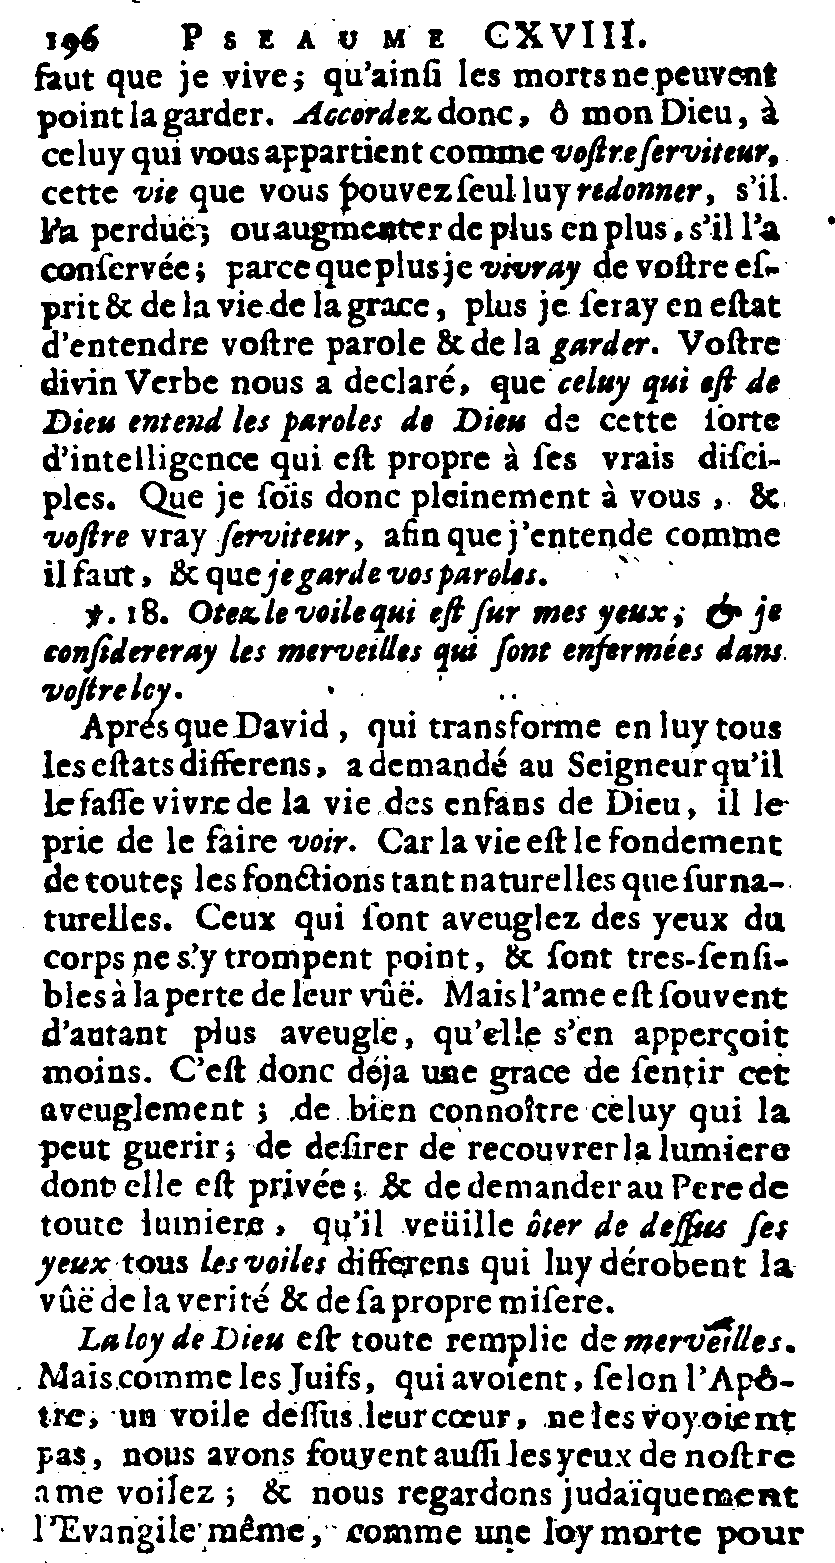 196 PSEAUME CXVIII.
faut que je vive; qu'ainſi les morts ne peuvent
point la garder. Accordez donc, ô mon Dieu, à
celuy qui vous appartient comme voſtre ſerviteur,
cette vie que vous pouvez ſeul luy redonner, s'il
l'a perduë; ou augmenter de plus en plus, s'il l'a
conſervée; parce que plus je vivray de voſtre eſ-
prit & de la vie de la grace, plus je ſeray en eſtat
d'entendre voſtre parole & de la garder. Voſtre
divin Verbe nous a declaré, que celuy qui eſt de
Dieu entend les paroles de Dieu de cette ſorte
d'intelligence qui eſt propre à ſes vrais diſci-
ples. Que je ſois donc pleinement à vous, &
voſtre vray ſerviteur, afin que j'entende comme
il faut, & que je garde vos paroles.
℣. 18. Otez le voile qui eſt ſur mes yeux; & je
conſidereray les merveilles qui ſont enfermées dans
voſtre loy.
Aprés que David, qui transforme en luy tous
les eſtats differens, a demandé au Seigneur qu'il
le faſſe vivre de la vie des enfans de Dieu, il le
prie de le faire voir. Car la vie eſt le fondement
de toutes les fonctions tant naturelles que ſurna-
turelles. Ceux qui ſont aveuglez des yeux du
corps ne s'y trompent point, & ſont tres-ſenſi-
bles à la perte de leur vûë. Mais l'ame eſt ſouvent
d'autant plus aveugle, qu'elle s'en apperçoit
moins. C'eſt donc déja une grace de ſentir cet
aveuglement; de bien connoître celuy qui la
peut guerir; de deſirer de recouvrer la lumiere
dont elle eſt privée; & de demander au Pere de
toute lumiere, qu'il veüille ôter de deſſus ſes
yeux tous les voiles differens qui luy dérobent la
vûë de la verité & de ſa propre miſere.
La loy de Dieu eſt toute remplie de merveilles.
Mais comme les Juifs, qui avoient, ſelon l'Apô-
tre, un voile deſſus leur cœur, ne les voyoient
pas, nous avons ſouvent auſſi les yeux de noſtre
ame voilez; & nous regardons judaïquement
l'Evangile même, comme une loy morte pour